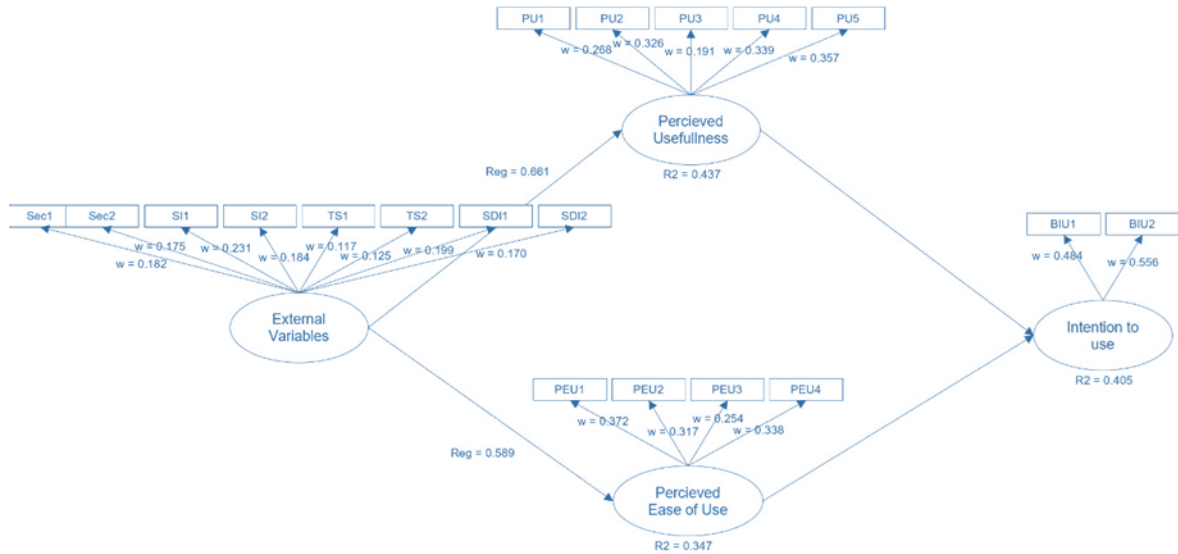 PU1
PU2
PU3
PU4
PU5
w = 0.268
w = 0.326
w = 0.191
w = 0.339
w = 0.357
Percieved
Usefullness
R2 = 0.437
Reg = 0.661
Sec1
Sec2
SI1
SI2
TS1
TS2
SDI1
SDI2
w = 0.182
w = 0.175
w = 0.231
w = 0.184
w = 0.117
w = 0.125
w = 0.199
w = 0.170
External
Variables
BIU1
BIU2
w = 0.484
w = 0.556
Intention to
use
R2 = 0.405
PEU1
PEU2
PEU3
PEU4
w = 0.372
w = 0.317
w = 0.254
w = 0.338
Reg = 0.589
Percieved
Ease of Use
R2 = 0.347